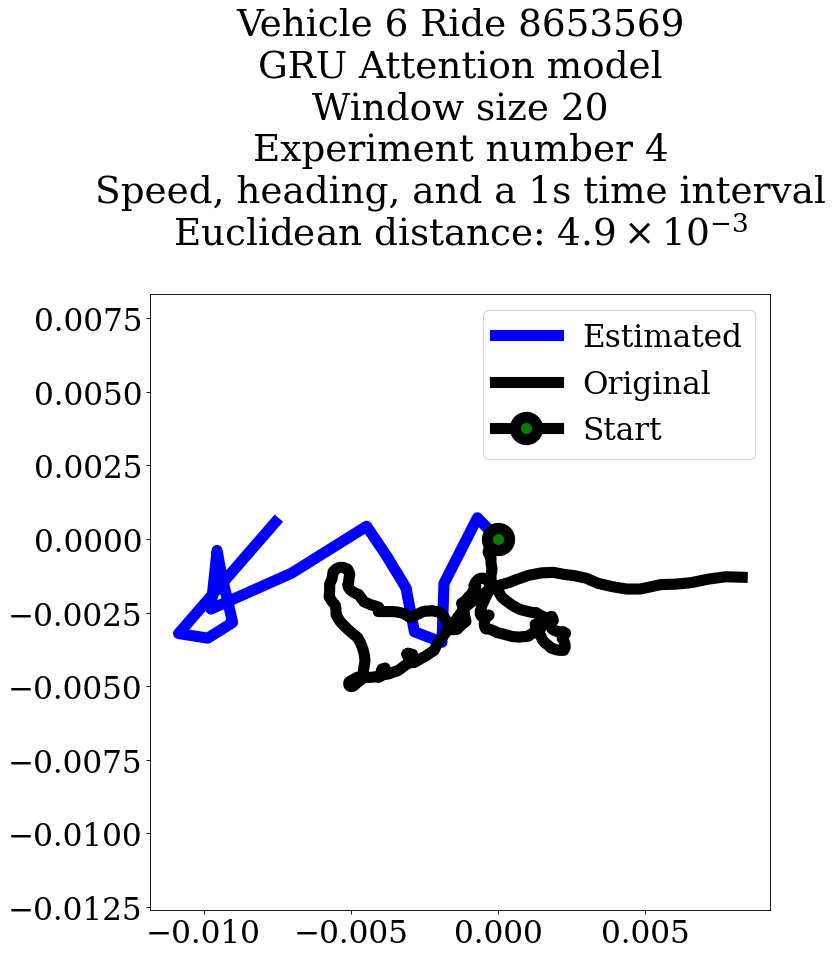 Vehicle 6 Ride 8653569
GRU Attention model
Window size 20
Experiment number 4
Speed, heading, and a 1s time interval
Euclidean distance: 4.9 × 10⁻³
Estimated
Original
Start
0.0075
0.0050
0.0025
0.0000
−0.0025
−0.0050
−0.0075
−0.0100
−0.0125
−0.010 −0.005 0.000 0.005